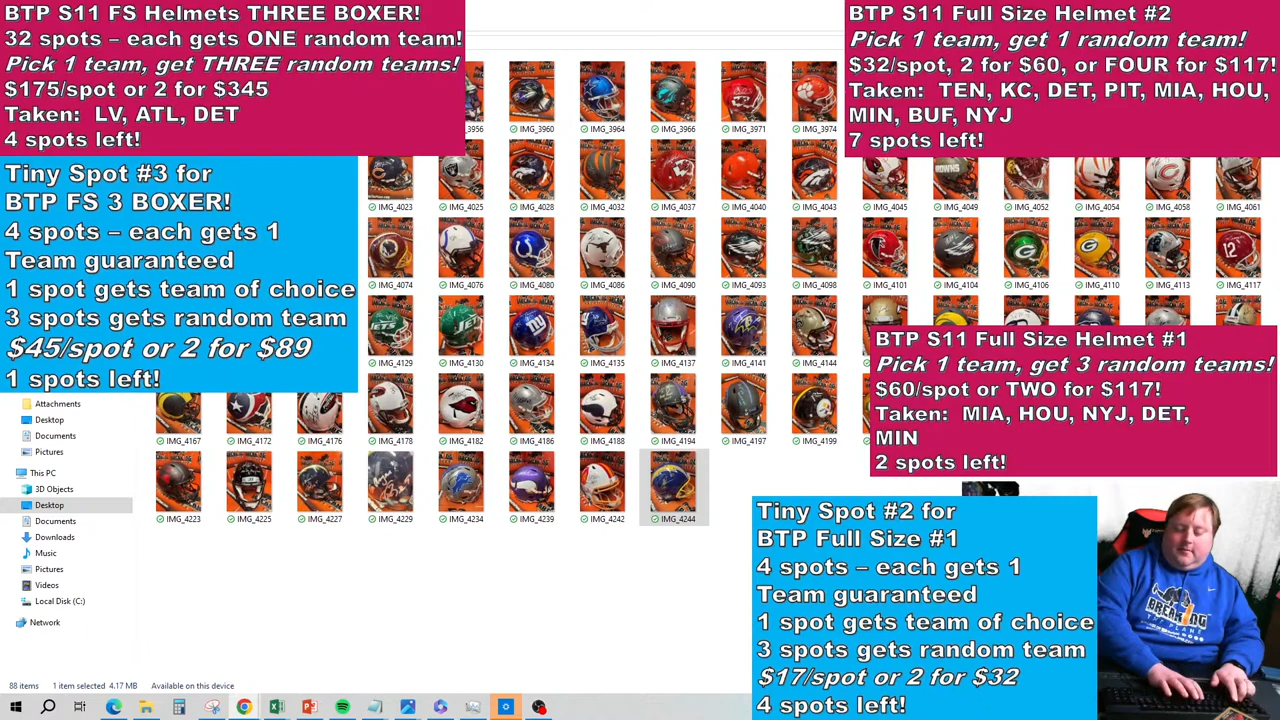 BTP S11 FS Helmets THREE BOXER!
32 spots – each gets ONE random team!
Pick 1 team, get THREE random teams!
$175/spot or 2 for $345
Taken:  LV, ATL, DET
4 spots left!
BTP S11 Full Size Helmet #2
Pick 1 team, get 1 random team!
$32/spot, 2 for $60, or FOUR for $117!
Taken:  TEN, KC, DET, PIT, MIA, HOU,
MIN, BUF, NYJ
7 spots left!
3956 IMG_3960 IMG_3964 IMG_3966 IMG_3971 IMG_3974
Tiny Spot #3 for
BTP FS 3 BOXER!
4 spots – each gets 1
Team guaranteed
1 spot gets team of choice
3 spots gets random team
$45/spot or 2 for $89
1 spots left!
IMG_4023 IMG_4025 IMG_4028 IMG_4032 IMG_4037 IMG_4043 IMG_4045 IMG_4049 IMG_4052 IMG_4054 IMG_4058 IMG_4061
IMG_4074 IMG_4076 IMG_4080 IMG_4086 IMG_4090 IMG_4093 IMG_4098 IMG_4101 IMG_4104 IMG_4106 IMG_4110 IMG_4113 IMG_4117
IMG_4129 IMG_4130 IMG_4134 IMG_4135 IMG_4137 IMG_4141 IMG_4144
BTP S11 Full Size Helmet #1
Pick 1 team, get 3 random teams!
$60/spot or TWO for $117!
Taken:  MIA, HOU, NYJ, DET,
MIN
2 spots left!
IMG_4167 IMG_4172 IMG_4176 IMG_4178 IMG_4182 IMG_4186 IMG_4188 IMG_4194 IMG_4197 IMG_4199
IMG_4223 IMG_4225 IMG_4227 IMG_4229 IMG_4234 IMG_4239 IMG_4242 IMG_4244
Attachments
Desktop
Documents
Pictures
This PC
3D Objects
Desktop
Documents
Downloads
Music
Pictures
Videos
Local Disk (C:)
Network
Tiny Spot #2 for
BTP Full Size #1
4 spots – each gets 1
Team guaranteed
1 spot gets team of choice
3 spots gets random team
$17/spot or 2 for $32
4 spots left!
BREAKING
88 items 1 item selected 4.17 MB Available on this device